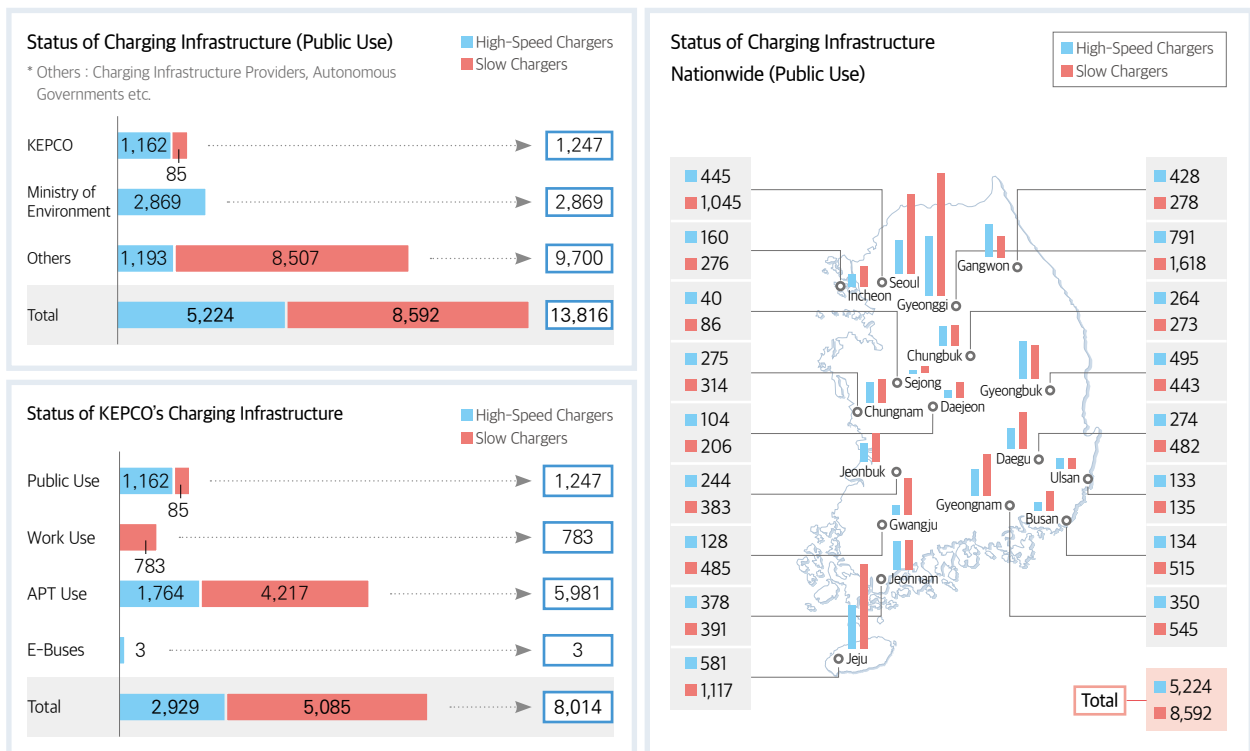 Status of Charging Infrastructure (Public Use)
High-Speed Chargers
Slow Chargers
* Others : Charging Infrastructure Providers, Autonomous
Governments etc.
KEPCO
1,162
85
1,247
Ministry of
Environment
2,869
2,869
Others
1,193
8,507
9,700
Total
5,224
8,592
13,816
Status of KEPCO's Charging Infrastructure
High-Speed Chargers
Slow Chargers
Public Use
1,162
85
1,247
Work Use
783
783
APT Use
1,764
4,217
5,981
E-Buses
3
3
Total
2,929
5,085
8,014
Status of Charging Infrastructure
Nationwide (Public Use)
High-Speed Chargers
Slow Chargers
445
1,045
160
276
40
86
275
314
104
206
244
383
128
485
378
391
581
1,117
Incheon
Seoul
Gyeonggi
Gangwon
Chungbuk
Sejong
Chungnam
Daejeon
Gyeongbuk
Jeonbuk
Daegu
Ulsan
Gwangju
Gyeongnam
Busan
Jeonnam
Jeju
428
278
791
1,618
264
273
495
443
274
482
133
135
134
515
350
545
Total
5,224
8,592